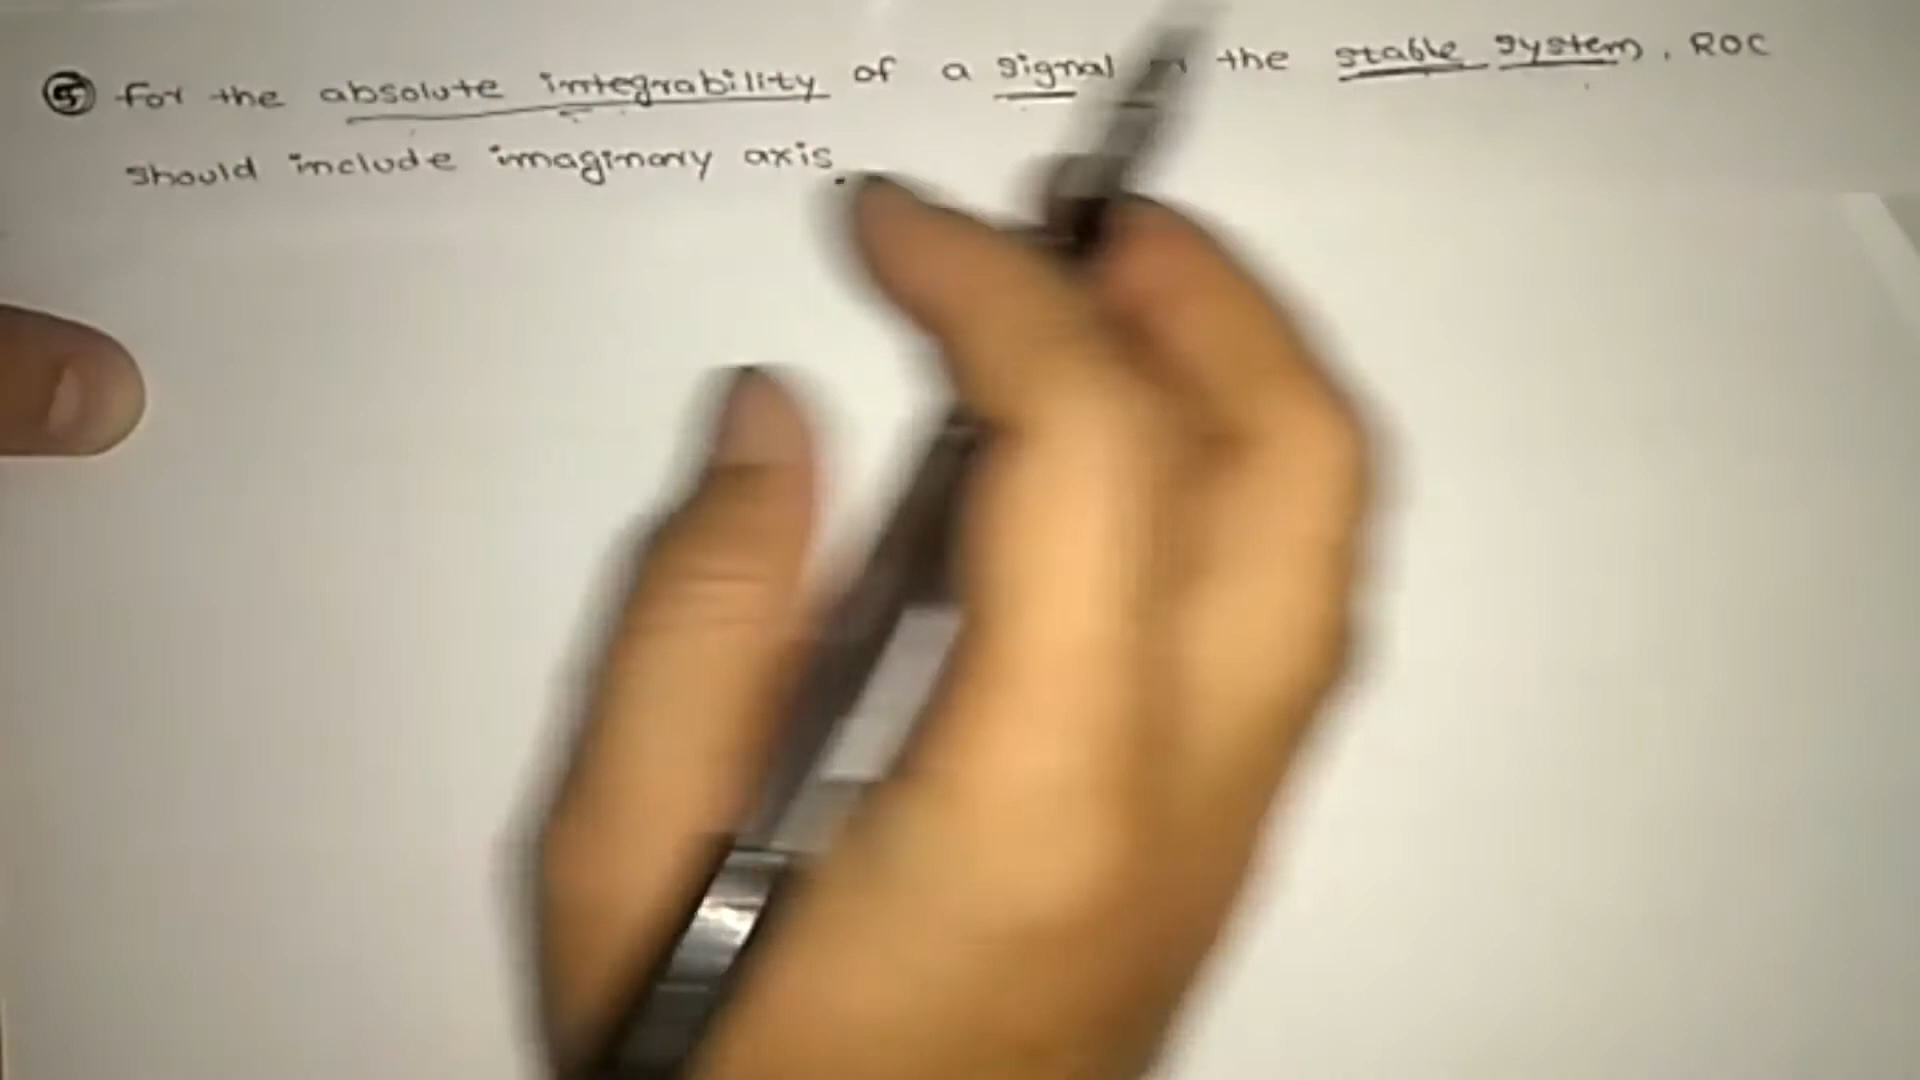 ⑤ for the absolute integrability of a signal the stable system, ROC
should include imaginary axis.